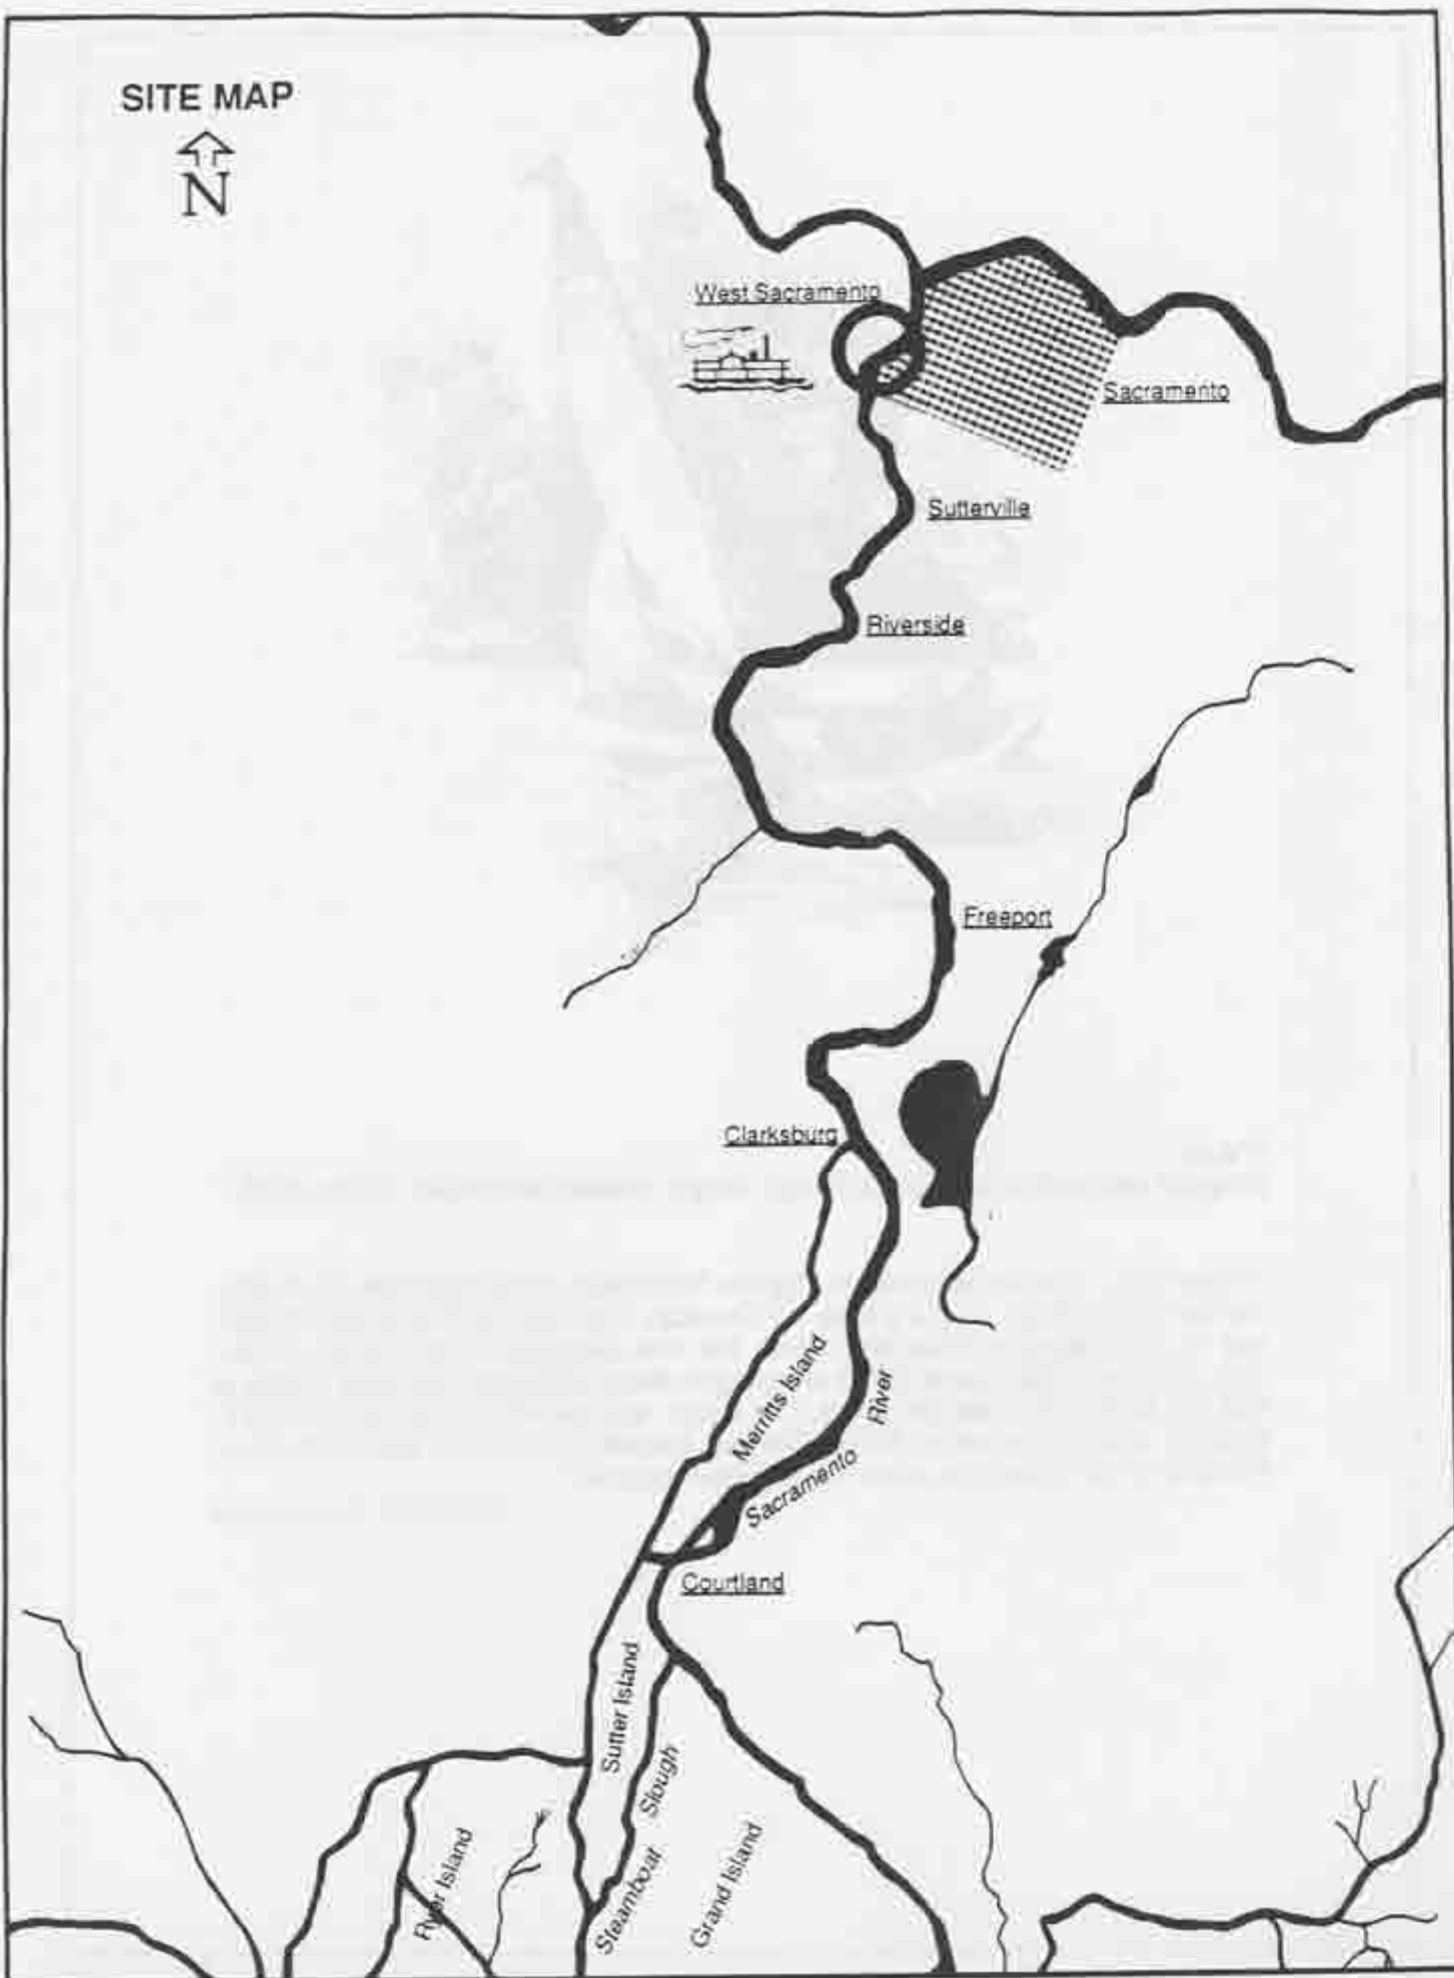 SITE MAP
N
West Sacramento
Sacramento
Sutterville
Riverside
Freeport
Clarksburg
Merritts Island
River
Sacramento
Courtland
Sutter Island
Slough
Steamboat
Grand Island
River Island